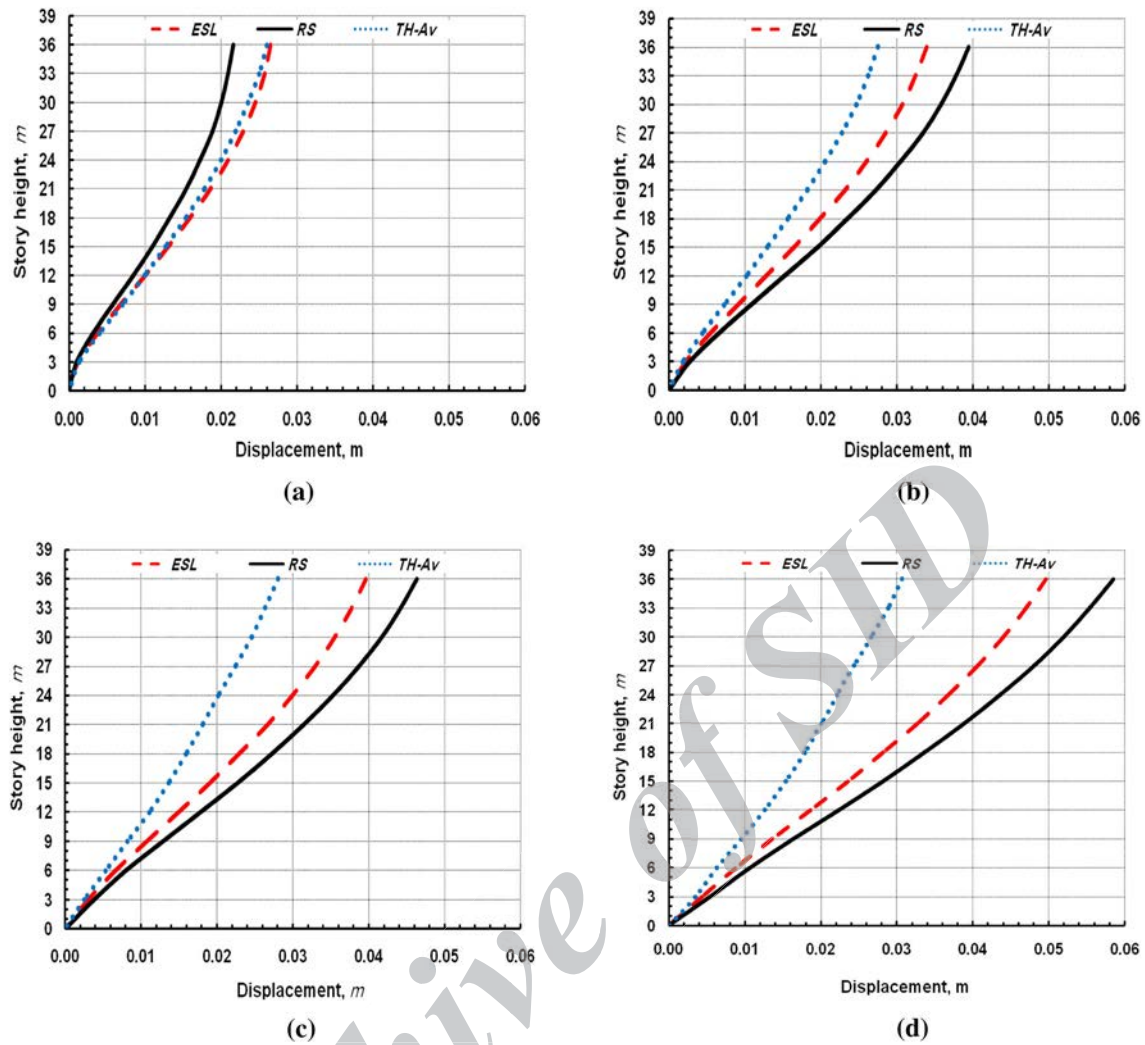 39
36
33
30
27
24
21
18
15
12
9
6
3
0
Story height, m
ESL RS TH-Av
0.00 0.01 0.02 0.03 0.04 0.05 0.06
Displacement, m
(a)
39
36
33
30
27
24
21
18
15
12
9
6
3
0
Story height, m
ESL RS TH-Av
0.00 0.01 0.02 0.03 0.04 0.05 0.06
Displacement, m
(b)
39
36
33
30
27
24
21
18
15
12
9
6
3
0
Story height, m
ESL RS TH-Av
0.00 0.01 0.02 0.03 0.04 0.05 0.06
Displacement, m
(c)
39
36
33
30
27
24
21
18
15
12
9
6
3
0
Story height, m
ESL RS TH-Av
0.00 0.01 0.02 0.03 0.04 0.05 0.06
Displacement, m
(d)
hive of SID